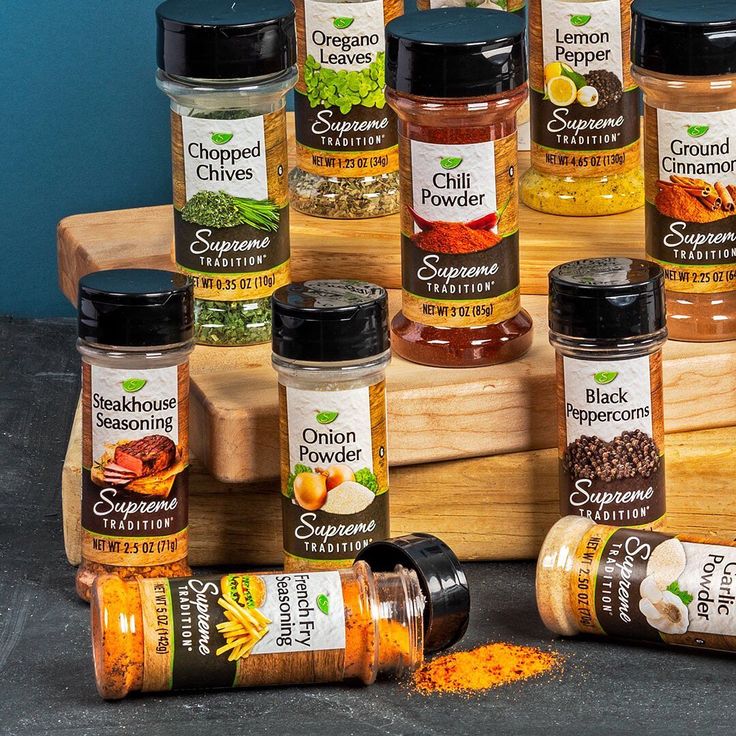 Oregano
Leaves
Supreme
TRADITION®
NET WT 1.23 OZ (34g)
Lemon
Pepper
Supreme
TRADITION®
NET WT 4.65 OZ (130g)
Chopped
Chives
Supreme
TRADITION®
NET WT 0.35 OZ (10g)
Chili
Powder
Supreme
TRADITION®
NET WT 3 OZ (85g)
Ground
Cinnamon
Suprem
TRADITION
NET WT 2.25 OZ (64
Steakhouse
Seasoning
Supreme
TRADITION®
NET WT 2.5 OZ (71g)
Onion
Powder
Supreme
TRADITION®
Black
Peppercorns
Supreme
TRADITION®
French Fry
Seasoning
Supreme
TRADITION®
NET WT 5 OZ (142g)
Garlic
Powder
Supreme
TRADITION®
NET WT 2.50 OZ (70g)